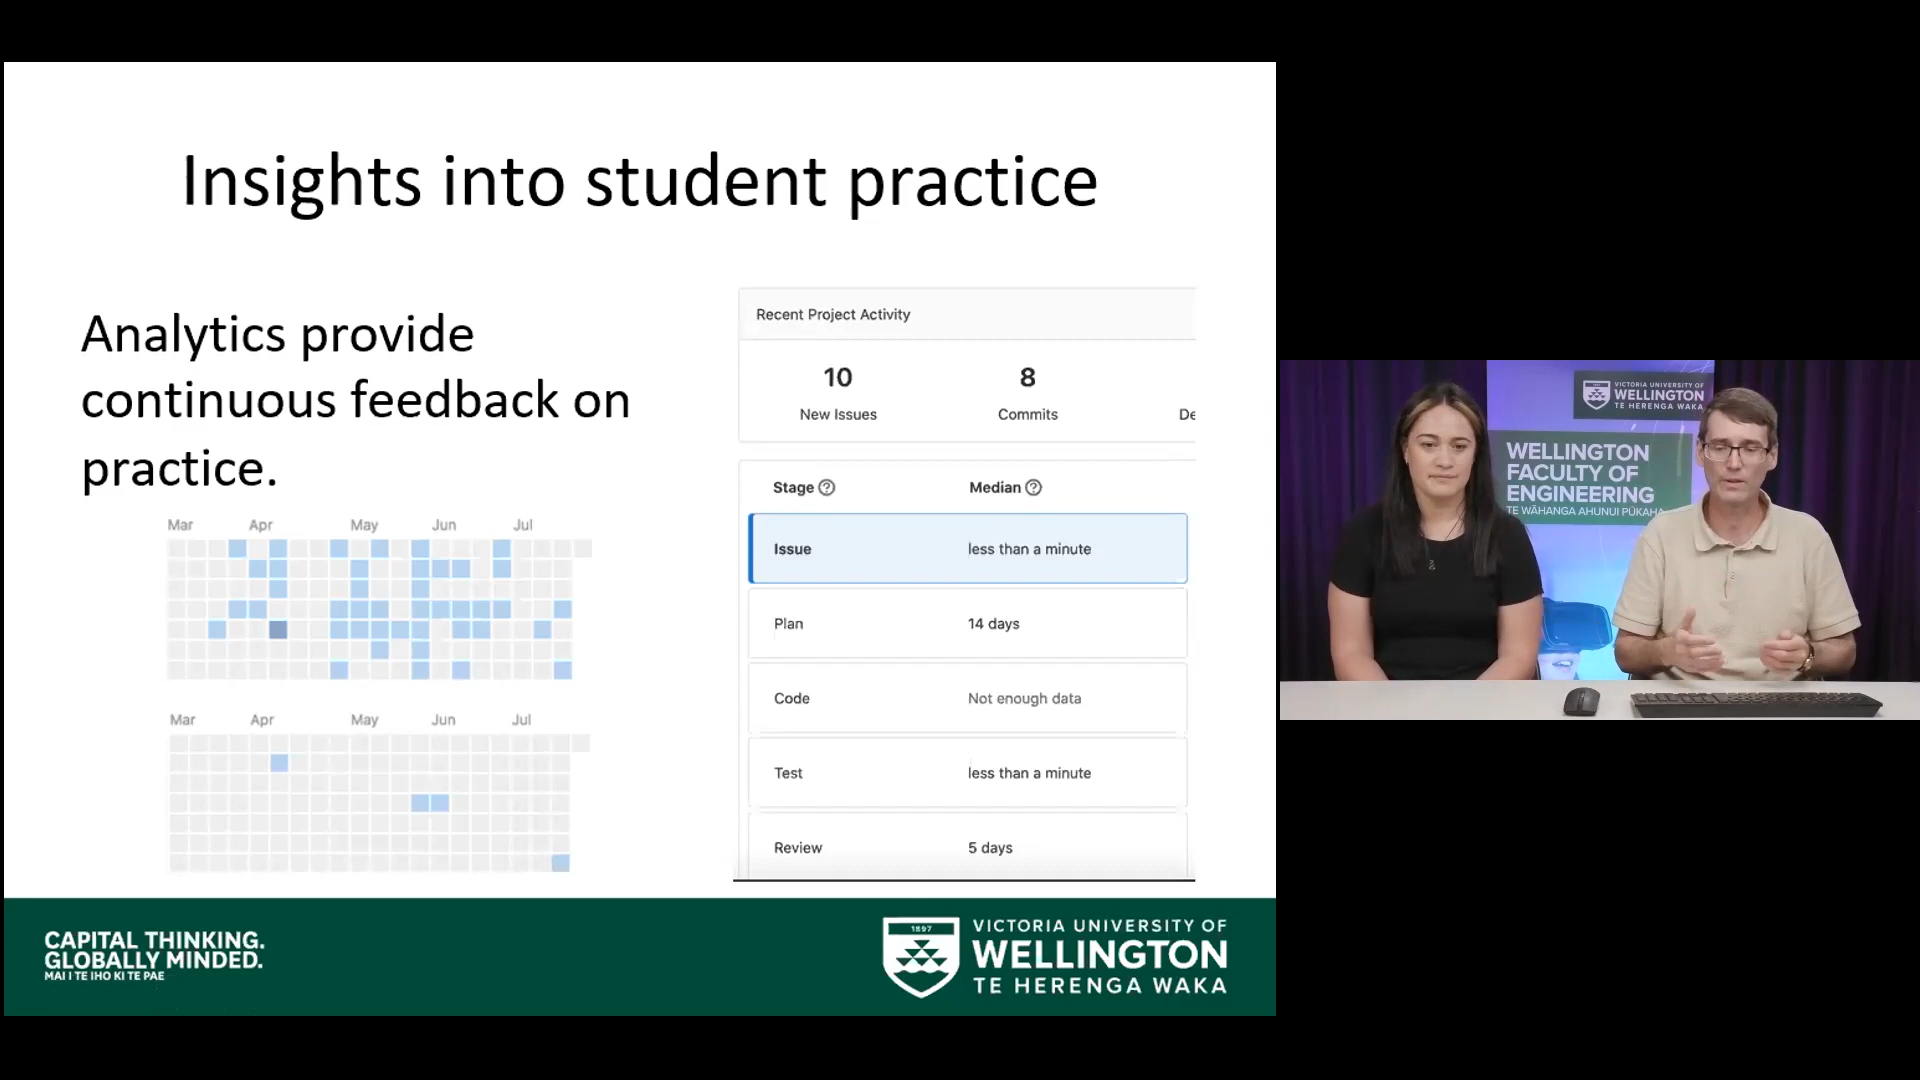 Insights into student practice
Analytics provide
continuous feedback on
practice.
Mar Apr May Jun Jul
Mar Apr May Jun Jul
Recent Project Activity
10 8
New Issues Commits De
Stage Median
Issue less than a minute
Plan 14 days
Code Not enough data
Test less than a minute
Review 5 days
CAPITAL THINKING.
GLOBALLY MINDED.
MAI I TE IHO KI TE PAE
1897
VICTORIA UNIVERSITY OF
WELLINGTON
TE HERENGA WAKA
VICTORIA UNIVERSITY OF
WELLINGTON
TE HERENGA WAKA
WELLINGTON
FACULTY OF
ENGINEERING
TE WĀHANGA AHUNUI PŪKAHA